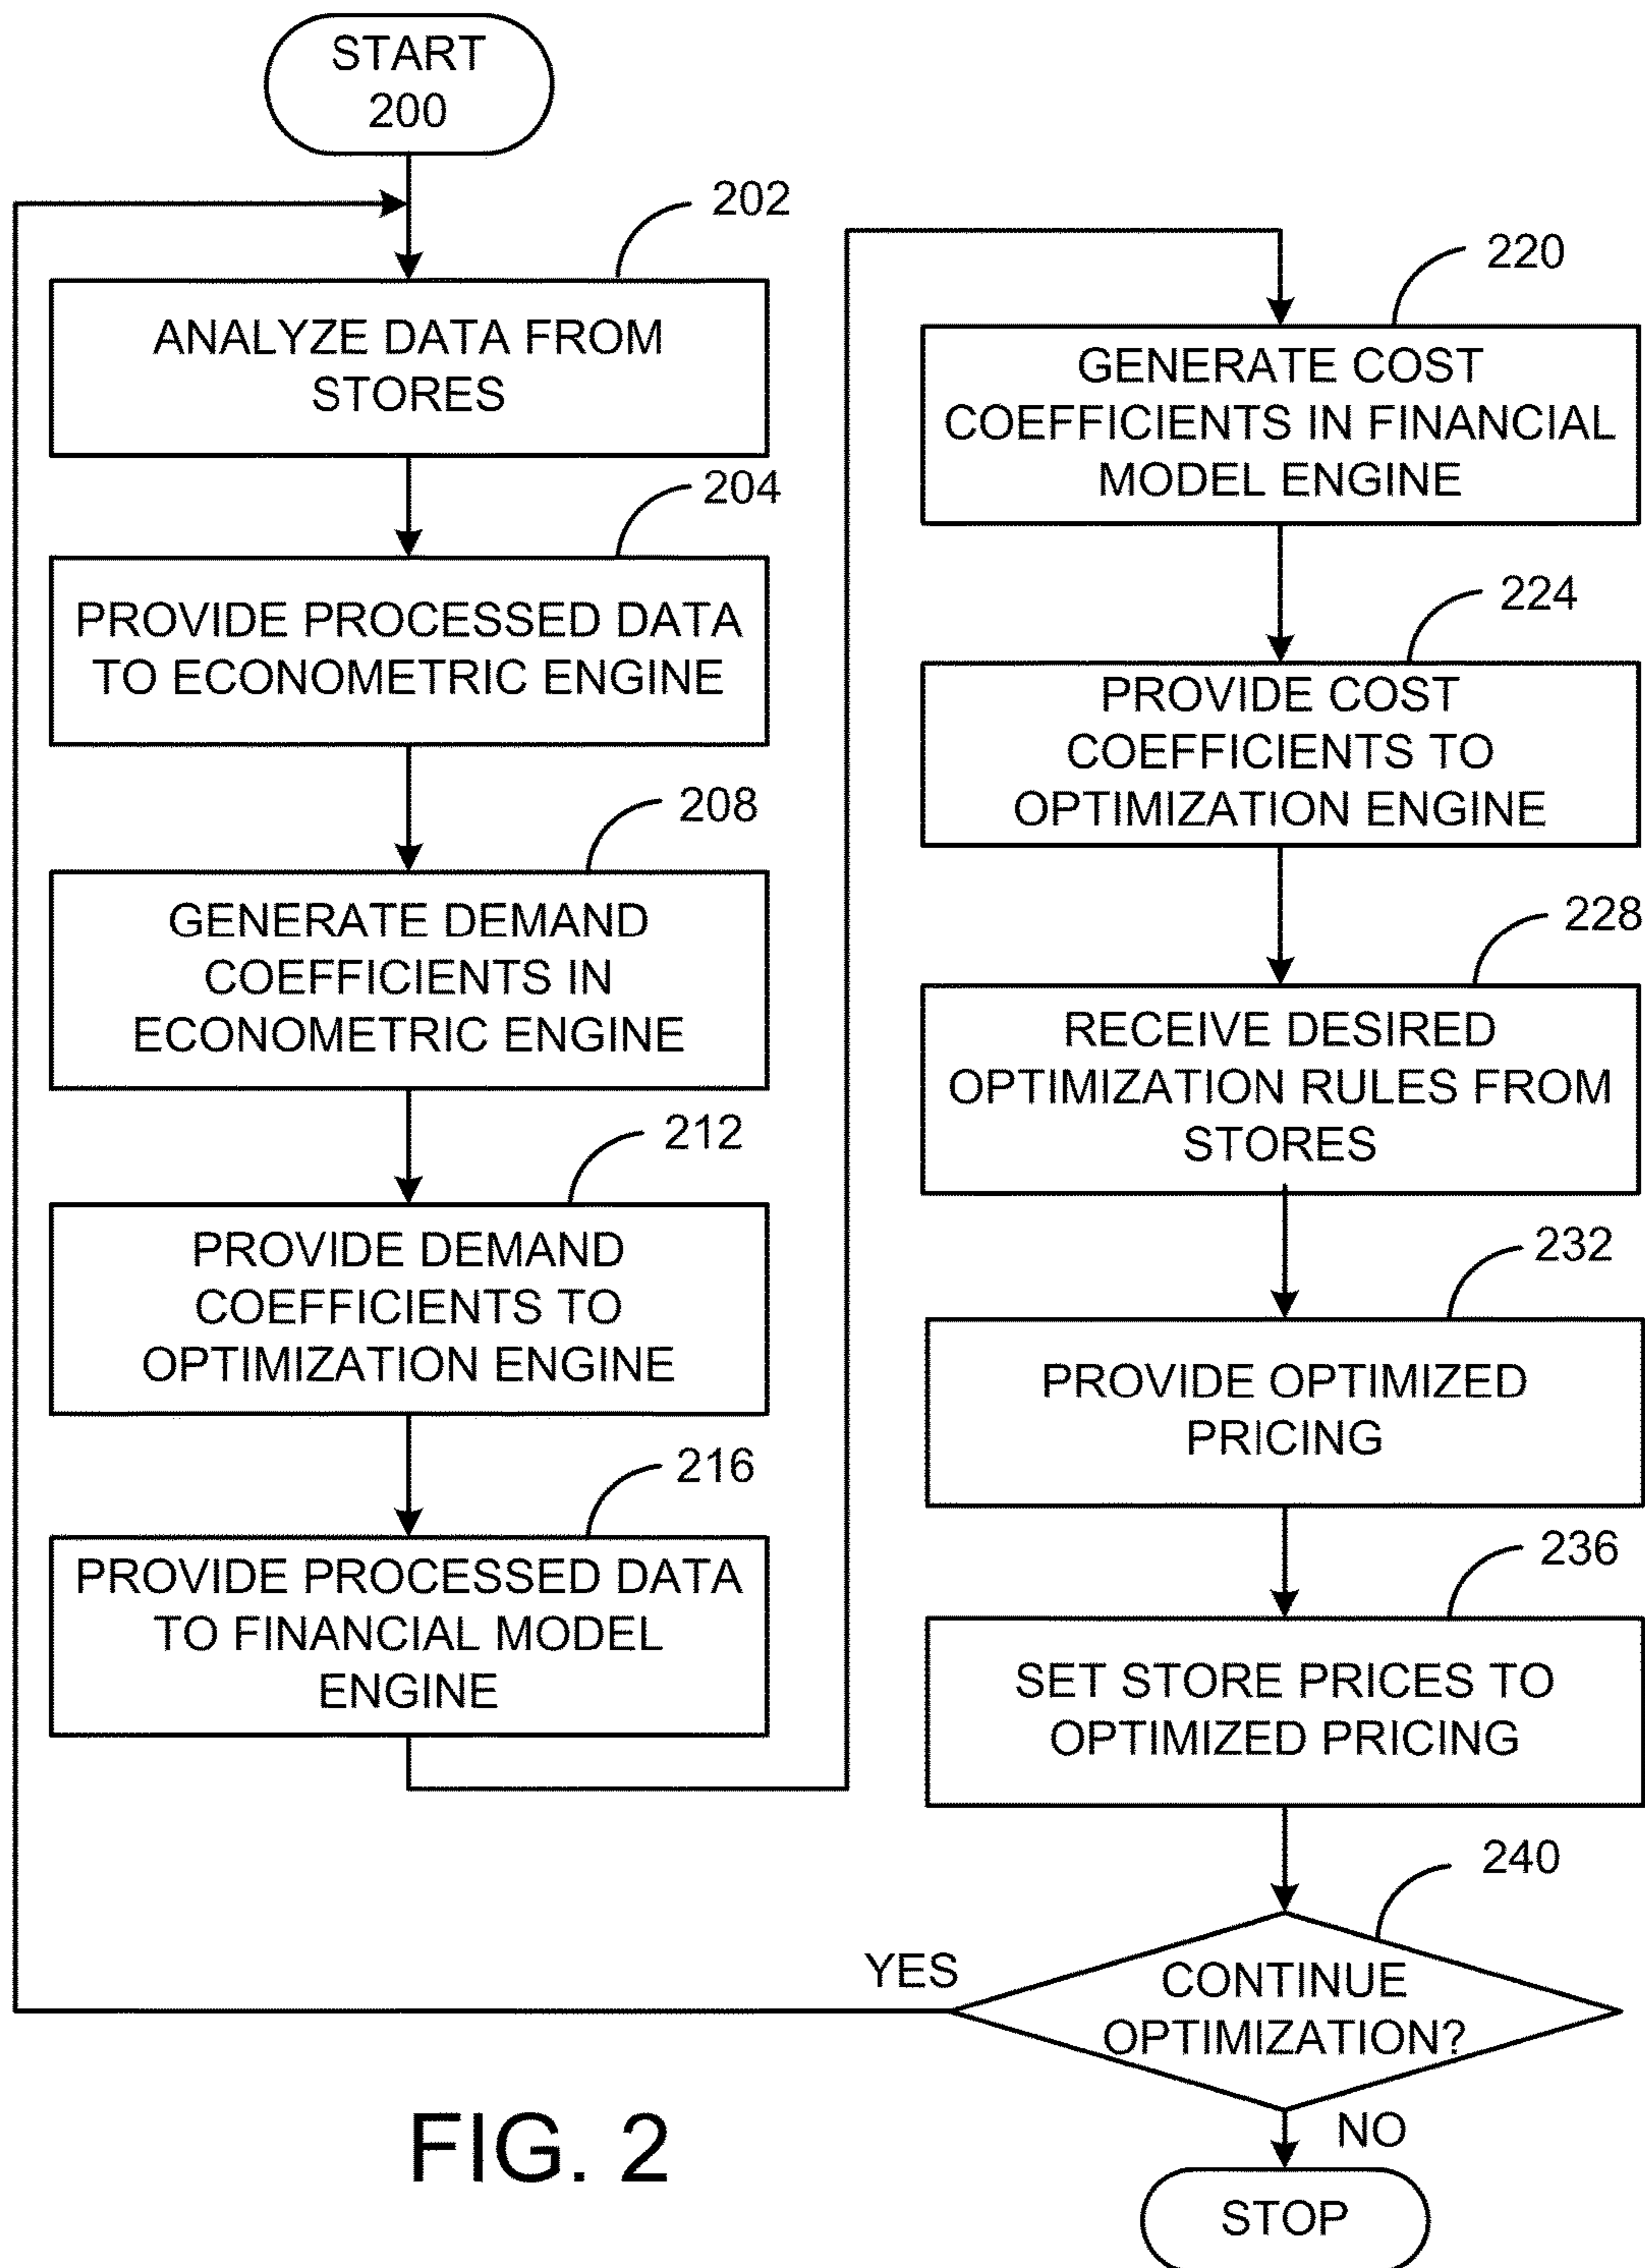 START
200
202
ANALYZE DATA FROM
STORES
204
PROVIDE PROCESSED DATA
TO ECONOMETRIC ENGINE
208
GENERATE DEMAND
COEFFICIENTS IN
ECONOMETRIC ENGINE
212
PROVIDE DEMAND
COEFFICIENTS TO
OPTIMIZATION ENGINE
216
PROVIDE PROCESSED DATA
TO FINANCIAL MODEL
ENGINE
220
GENERATE COST
COEFFICIENTS IN FINANCIAL
MODEL ENGINE
224
PROVIDE COST
COEFFICIENTS TO
OPTIMIZATION ENGINE
228
RECEIVE DESIRED
OPTIMIZATION RULES FROM
STORES
232
PROVIDE OPTIMIZED
PRICING
236
SET STORE PRICES TO
OPTIMIZED PRICING
240
CONTINUE
OPTIMIZATION?
YES
NO
STOP
FIG. 2